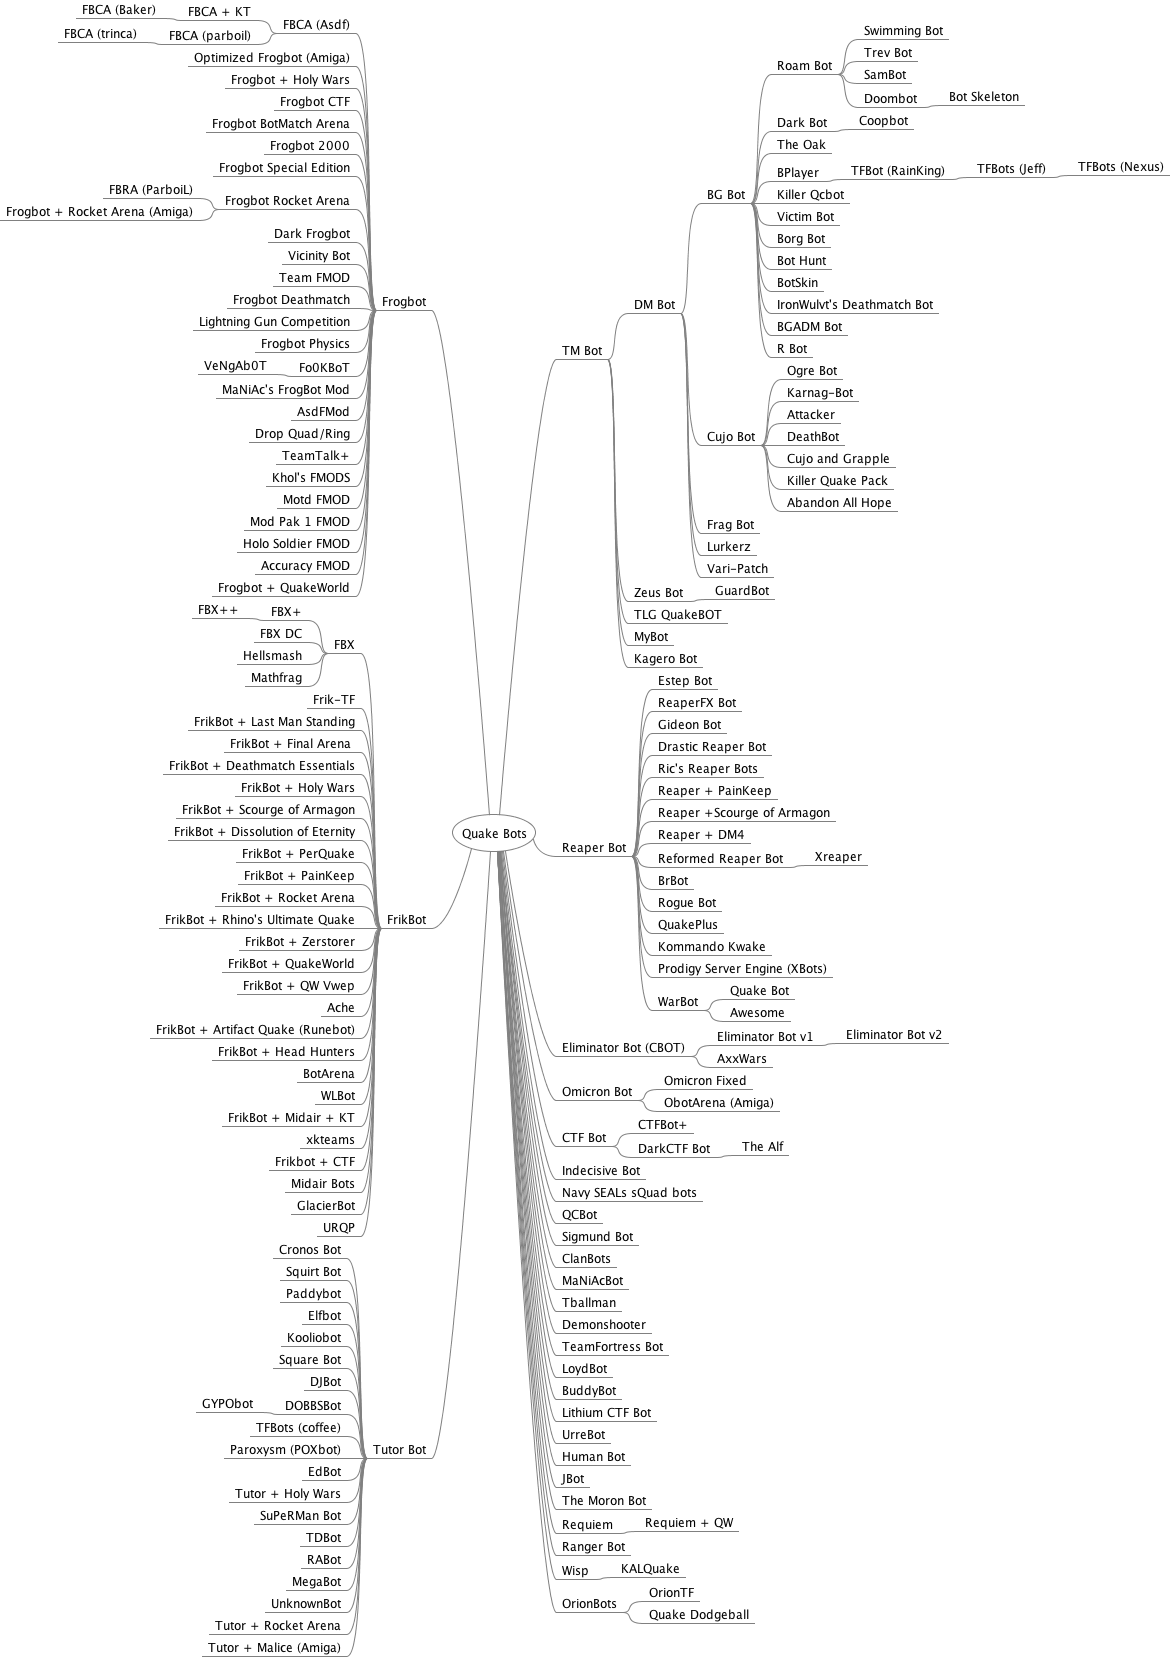 Quake Bots
Frogbot
FBCA (Asdf)
FBCA + KT
FBCA (Baker)
FBCA (parboil)
FBCA (trinca)
Optimized Frogbot (Amiga)
Frogbot + Holy Wars
Frogbot CTF
Frogbot BotMatch Arena
Frogbot 2000
Frogbot Special Edition
Frogbot Rocket Arena
FBRA (ParboiL)
Frogbot + Rocket Arena (Amiga)
Dark Frogbot
Vicinity Bot
Team FMOD
Frogbot Deathmatch
Lightning Gun Competition
Frogbot Physics
Fo0KBoT
VeNgAb0T
MaNiAc's FrogBot Mod
AsdFMod
Drop Quad/Ring
TeamTalk+
Khol's FMODS
Motd FMOD
Mod Pak 1 FMOD
Holo Soldier FMOD
Accuracy FMOD
Frogbot + QuakeWorld
FrikBot
FBX
FBX+
FBX++
FBX DC
Hellsmash
Mathfrag
Frik-TF
FrikBot + Last Man Standing
FrikBot + Final Arena
FrikBot + Deathmatch Essentials
FrikBot + Holy Wars
FrikBot + Scourge of Armagon
FrikBot + Dissolution of Eternity
FrikBot + PerQuake
FrikBot + PainKeep
FrikBot + Rocket Arena
FrikBot + Rhino's Ultimate Quake
FrikBot + Zerstorer
FrikBot + QuakeWorld
FrikBot + QW Vwep
Ache
FrikBot + Artifact Quake (Runebot)
FrikBot + Head Hunters
BotArena
WLBot
FrikBot + Midair + KT
xkteams
Frikbot + CTF
Midair Bots
GlacierBot
URQP
Tutor Bot
Cronos Bot
Squirt Bot
Paddybot
Elfbot
Kooliobot
Square Bot
DJBot
DOBBSBot
GYPObot
TFBots (coffee)
Paroxysm (POXbot)
EdBot
Tutor + Holy Wars
SuPeRMan Bot
TDBot
RABot
MegaBot
UnknownBot
Tutor + Rocket Arena
Tutor + Malice (Amiga)
TM Bot
DM Bot
BG Bot
Roam Bot
Swimming Bot
Trev Bot
SamBot
Doombot
Bot Skeleton
Dark Bot
Coopbot
The Oak
BPlayer
TFBot (RainKing)
TFBots (Jeff)
TFBots (Nexus)
Killer Qcbot
Victim Bot
Borg Bot
Bot Hunt
BotSkin
IronWulvt's Deathmatch Bot
BGADM Bot
R Bot
Cujo Bot
Ogre Bot
Karnag-Bot
Attacker
DeathBot
Cujo and Grapple
Killer Quake Pack
Abandon All Hope
Frag Bot
Lurkerz
Vari-Patch
Zeus Bot
GuardBot
TLG QuakeBOT
MyBot
Kagero Bot
Reaper Bot
Estep Bot
ReaperFX Bot
Gideon Bot
Drastic Reaper Bot
Ric's Reaper Bots
Reaper + PainKeep
Reaper +Scourge of Armagon
Reaper + DM4
Reformed Reaper Bot
Xreaper
BrBot
Rogue Bot
QuakePlus
Kommando Kwake
Prodigy Server Engine (XBots)
WarBot
Quake Bot
Awesome
Eliminator Bot (CBOT)
Eliminator Bot v1
Eliminator Bot v2
AxxWars
Omicron Bot
Omicron Fixed
ObotArena (Amiga)
CTF Bot
CTFBot+
DarkCTF Bot
The Alf
Indecisive Bot
Navy SEALs sQuad bots
QCBot
Sigmund Bot
ClanBots
MaNiAcBot
Tballman
Demonshooter
TeamFortress Bot
LoydBot
BuddyBot
Lithium CTF Bot
UrreBot
Human Bot
JBot
The Moron Bot
Requiem
Requiem + QW
Ranger Bot
Wisp
KALQuake
OrionBots
OrionTF
Quake Dodgeball